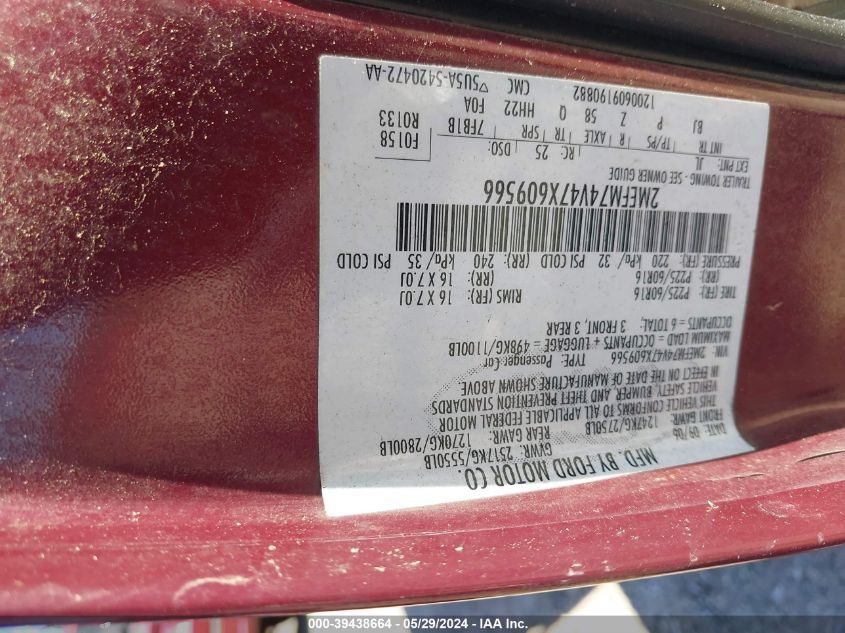 MFD. BY FORD MOTOR CO.
DATE: 09/06 GVWR: 2517KG/5550LB
FRONT GAWR: 1247KG/2750LB REAR GAWR: 1270KG/2800LB
THIS VEHICLE CONFORMS TO ALL APPLICABLE FEDERAL MOTOR
VEHICLE SAFETY, BUMPER, AND THEFT PREVENTION STANDARDS
IN EFFECT ON THE DATE OF MANUFACTURE SHOWN ABOVE
VIN: 2MEFM74V47X609566 TYPE: Passenger Car
MAXIMUM LOAD = OCCUPANTS + LUGGAGE = 498KG/1100LB
OCCUPANTS = 6 TOTAL: 3 FRONT, 3 REAR
TIRE (FR): P225/60R16 RIMS (FR): 16 X 7.0J
(RR): P225/60R16 (RR): 16 X 7.0J
PRESSURE (FR) 220 kPa/ 32 PSI COLD (RR) 240 kPa/ 35 PSI COLD
2MEFM74V47X609566
TRAILER TOWING - SEE OWNER GUIDE
EXT PNT: JL RC: 25 DSO: F0158
INT TR TP/PS R AXLE TR SPR 7FB1B R0133
BJ P Z 58 Q HH22 FOA
1200609190882 CMC ▽5U5A-5420472-AA
000-39438664 - 05/29/2024 - IAA Inc.